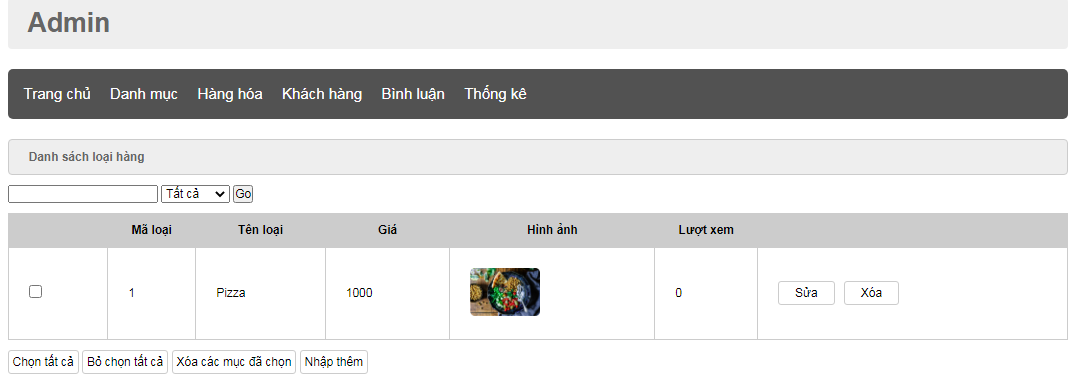 Admin
Trang chủ Danh mục Hàng hóa Khách hàng Bình luận Thống kê
Danh sách loại hàng
Tất cả Go
Mã loại Tên loại Giá Hình ảnh Lượt xem
1 Pizza 1000 0 Sửa Xóa
Chọn tất cả Bỏ chọn tất cả Xóa các mục đã chọn Nhập thêm